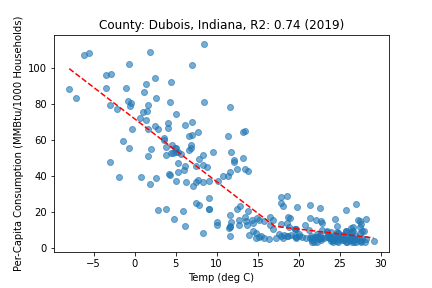 County: Dubois, Indiana, R2: 0.74 (2019)
Per-Capita Consumption (MMBtu/1000 Households)
100
80
60
40
20
0
−5 0 5 10 15 20 25 30
Temp (deg C)